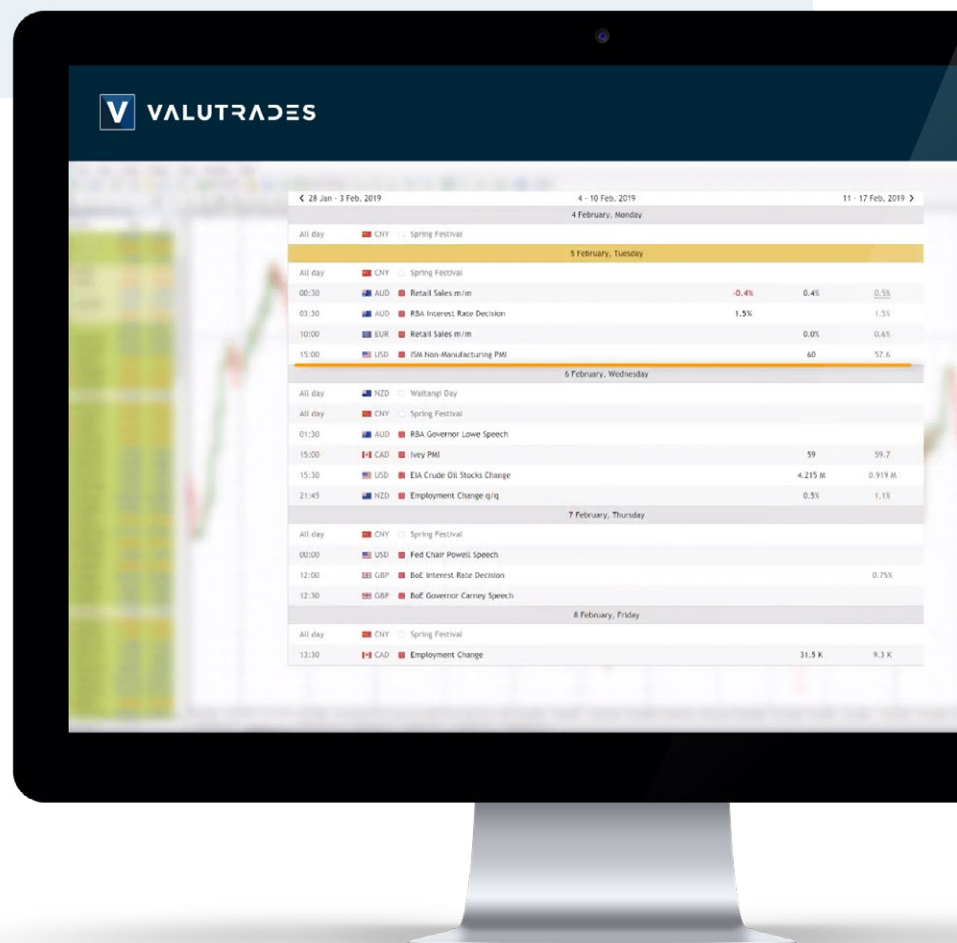 V VALUTRADES
28 Jan - 3 Feb, 2019 4 - 10 Feb, 2019 11 - 17 Feb, 2019
4 February, Monday
All day CNY Spring Festival
5 February, Tuesday
All day CNY Spring Festival
00:30 AUD Retail Sales m/m -0.4% 0.4% 0.5%
03:30 AUD RBA Interest Rate Decision 1.5% 1.5%
10:00 EUR Retail Sales m/m 0.0% 0.6%
15:00 USD ISM Non-Manufacturing PMI 60 57.6
6 February, Wednesday
All day NZD Waitangi Day
All day CNY Spring Festival
01:30 AUD RBA Governor Lowe Speech
15:00 CAD Ivey PMI 59 59.7
15:30 USD EIA Crude Oil Stocks Change 4.215 M 0.919 M
21:45 NZD Employment Change q/q 0.5% 1.1%
7 February, Thursday
All day CNY Spring Festival
00:00 USD Fed Chair Powell Speech
12:00 GBP BoE Interest Rate Decision 0.75%
12:30 GBP BoE Governor Carney Speech
8 February, Friday
All day CNY Spring Festival
13:30 CAD Employment Change 31.5 K 9.3 K